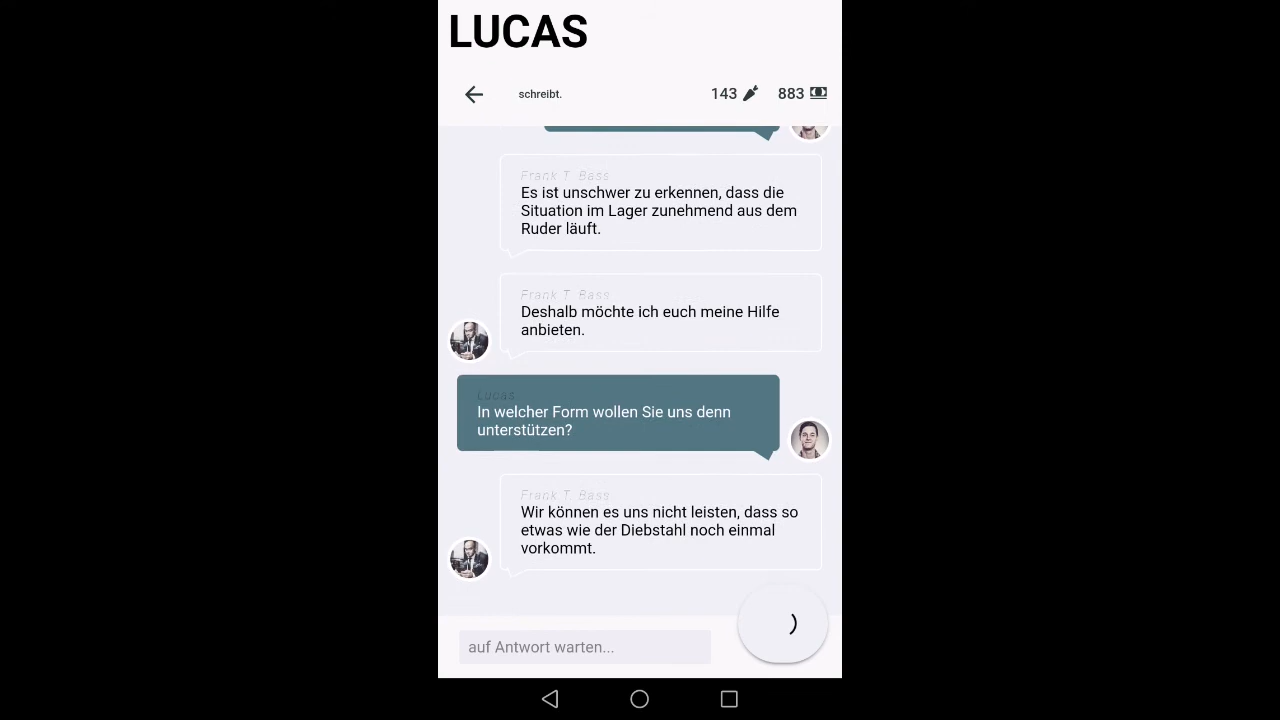 LUCAS
schreibt.
143
883
Frank T. Bass
Es ist unschwer zu erkennen, dass die
Situation im Lager zunehmend aus dem
Ruder läuft.
Frank T. Bass
Deshalb möchte ich euch meine Hilfe
anbieten.
Lucas
In welcher Form wollen Sie uns denn
unterstützen?
Frank T. Bass
Wir können es uns nicht leisten, dass so
etwas wie der Diebstahl noch einmal
vorkommt.
auf Antwort warten...